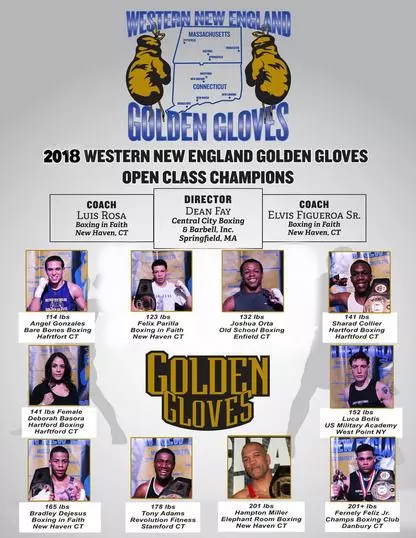 WESTERN NEW ENGLAND
MASSACHUSETTS
CONNECTICUT
GOLDEN GLOVES
2018 WESTERN NEW ENGLAND GOLDEN GLOVES
OPEN CLASS CHAMPIONS
COACH
LUIS ROSA
Boxing in Faith
New Haven, CT
DIRECTOR
DEAN FAY
Central City Boxing
& Barbell, Inc.
Springfield, MA
COACH
ELVIS FIGUEROA SR.
Boxing in Faith
New Haven, CT
114 lbs
Angel Gonzales
Bare Bones Boxing
Hafrtfort CT
123 lbs
Felix Parilla
Boxing in Faith
New Haven CT
132 lbs
Joshua Orta
Old School Boxing
Enfield CT
141 lbs
Sharad Collier
Hartford Boxing
Hartford CT
141 lbs Female
Deborah Basora
Hartford Boxing
Harftford CT
GOLDEN
GLOVES
152 lbs
Luca Botis
US Military Academy
West Point NY
165 lbs
Bradley Dejesus
Boxing in Faith
New Haven CT
178 lbs
Tony Adams
Revolution Fitness
Stamford CT
201 lbs
Hampton Miller
Elephant Room Boxing
New Haven CT
201+ lbs
Fernely Feliz Jr.
Champs Boxing Club
Danbury CT